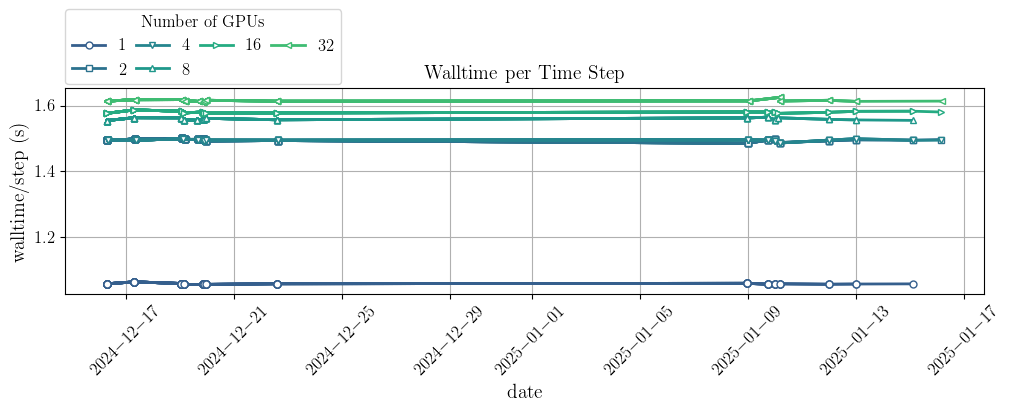 Number of GPUs
1 4 16 32
2 8
Walltime per Time Step
walltime/step (s)
1.6
1.4
1.2
2024−12−17 2024−12−21 2024−12−25 2024−12−29 2025−01−01 2025−01−05 2025−01−09 2025−01−13 2025−01−17
date